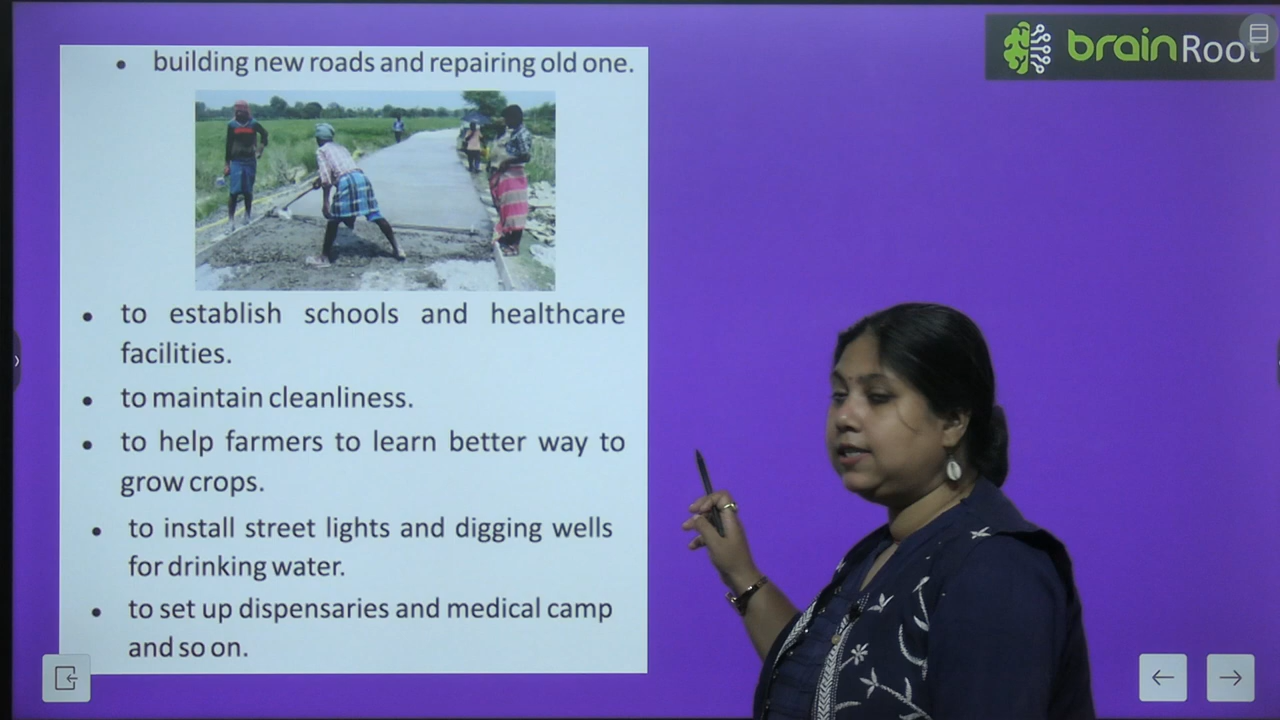 brainRoot
• building new roads and repairing old one.
• to establish schools and healthcare
facilities.
• to maintain cleanliness.
• to help farmers to learn better way to
grow crops.
• to install street lights and digging wells
for drinking water.
• to set up dispensaries and medical camp
and so on.